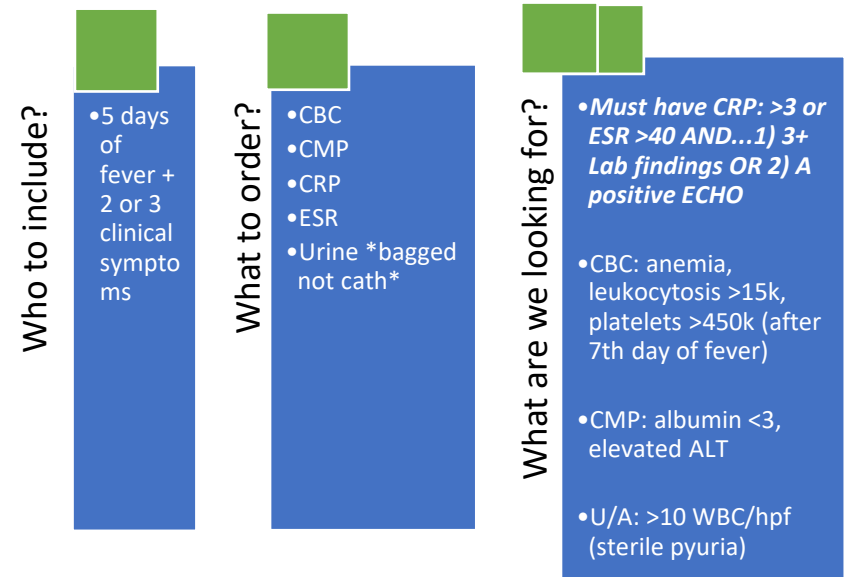 Who to include?
•5 days
of
fever +
2 or 3
clinical
sympto
ms
What to order?
•CBC
•CMP
•CRP
•ESR
•Urine *bagged
not cath*
What are we looking for?
•Must have CRP: >3 or
ESR >40 AND...1) 3+
Lab findings OR 2) A
positive ECHO
•CBC: anemia,
leukocytosis >15k,
platelets >450k (after
7th day of fever)
•CMP: albumin <3,
elevated ALT
•U/A: >10 WBC/hpf
(sterile pyuria)